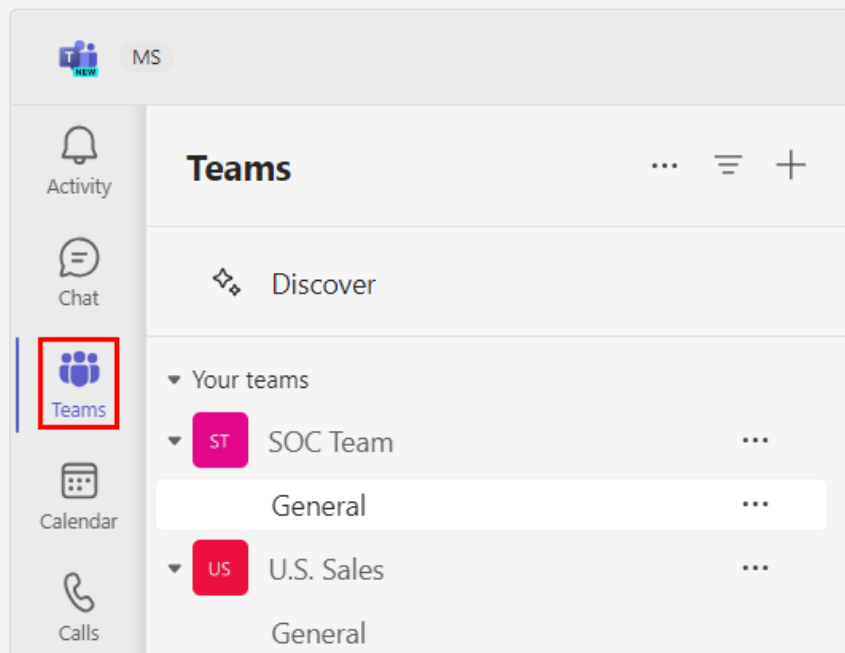 T
NEW
MS
Activity
Chat
Teams
Calendar
Calls
Teams
Discover
Your teams
ST SOC Team
General
US U.S. Sales
General